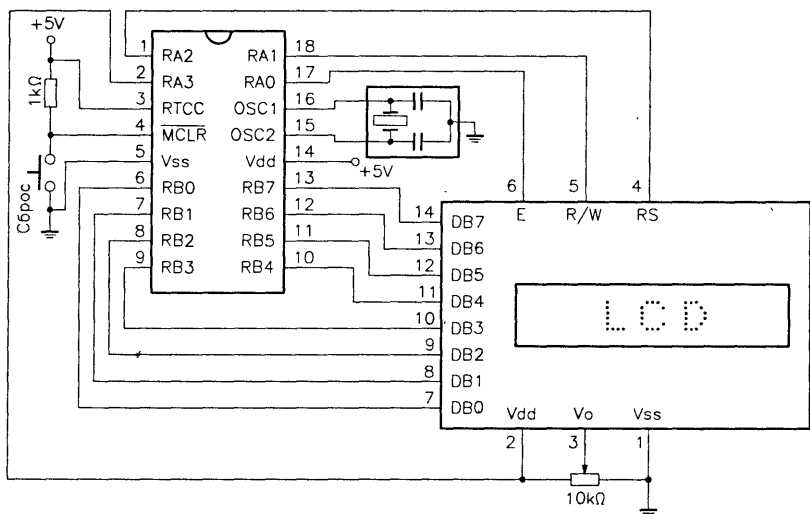 +5V
1kΩ
Сброс
1 RA2 RA1 18
2 RA3 RA0 17
3 RTCC OSC1 16
4 MCLR OSC2 15
5 Vss Vdd 14
+5V
6 RB0 RB7 13
7 RB1 RB6 12
8 RB2 RB5 11
9 RB3 RB4 10
6 5 4
E R/W RS
14 DB7
13 DB6
12 DB5
11 DB4
10 DB3
9 DB2
8 DB1
7 DB0
LCD
Vdd Vo Vss
2 3 1
10kΩ